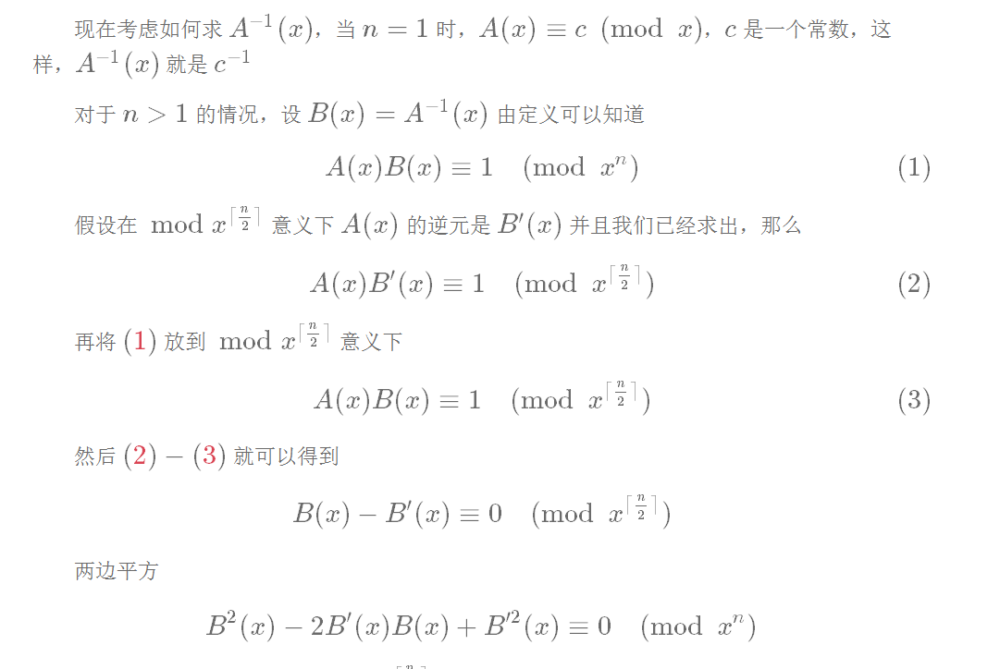 现在考虑如何求 $A^{-1}(x)$，当 $n = 1$ 时，$A(x) \equiv c \pmod{x}$，$c$ 是一个常数，这
样，$A^{-1}(x)$ 就是 $c^{-1}$
对于 $n > 1$ 的情况，设 $B(x) = A^{-1}(x)$ 由定义可以知道
$A(x)B(x) \equiv 1 \pmod{x^n}$ (1)
假设在 $\bmod x^{\lceil \frac{n}{2} \rceil}$ 意义下 $A(x)$ 的逆元是 $B'(x)$ 并且我们已经求出，那么
$A(x)B'(x) \equiv 1 \pmod{x^{\lceil \frac{n}{2} \rceil}}$ (2)
再将 (1) 放到 $\bmod x^{\lceil \frac{n}{2} \rceil}$ 意义下
$A(x)B(x) \equiv 1 \pmod{x^{\lceil \frac{n}{2} \rceil}}$ (3)
然后 (2) − (3) 就可以得到
$B(x) - B'(x) \equiv 0 \pmod{x^{\lceil \frac{n}{2} \rceil}}$
两边平方
$B^2(x) - 2B'(x)B(x) + B'^2(x) \equiv 0 \pmod{x^n}$